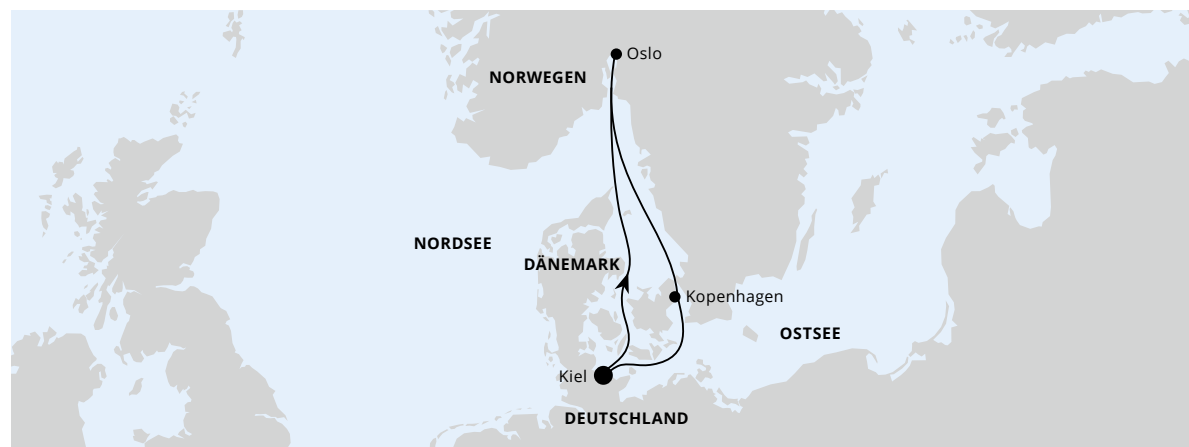 Oslo
NORWEGEN
NORDSEE
DÄNEMARK
Kopenhagen
OSTSEE
Kiel
DEUTSCHLAND